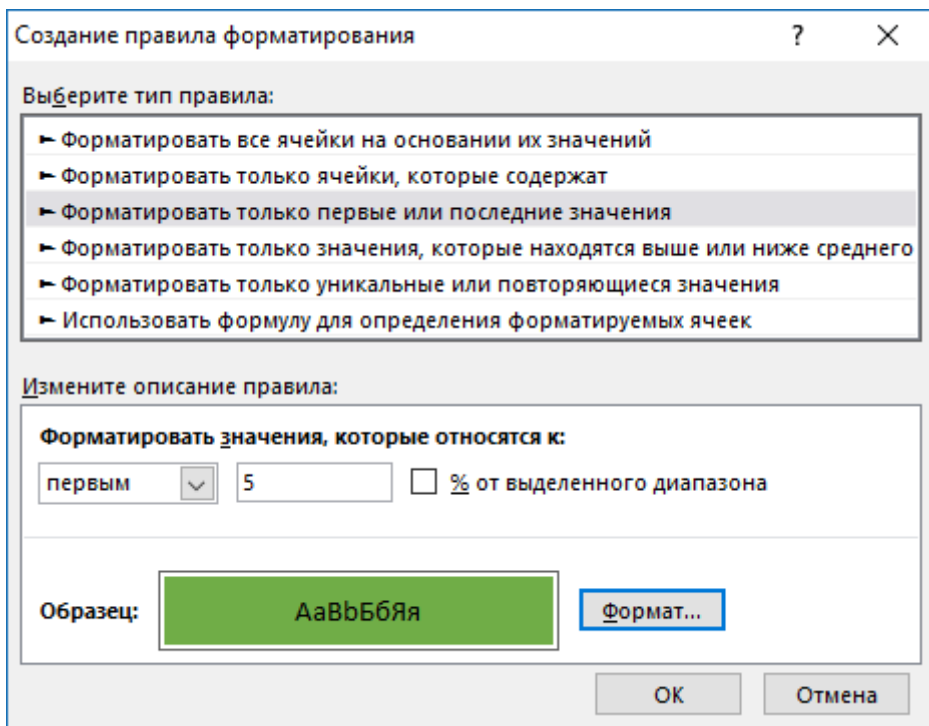 Создание правила форматирования ?
Выберите тип правила:
► Форматировать все ячейки на основании их значений
► Форматировать только ячейки, которые содержат
► Форматировать только первые или последние значения
► Форматировать только значения, которые находятся выше или ниже среднего
► Форматировать только уникальные или повторяющиеся значения
► Использовать формулу для определения форматируемых ячеек
Измените описание правила:
Форматировать значения, которые относятся к:
первым 5 % от выделенного диапазона
Образец: АаВbБбЯя Формат...
ОК Отмена